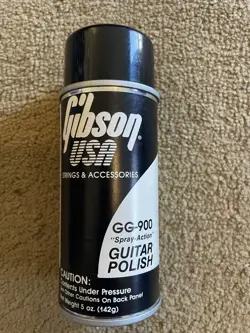 Gibson
USA
STRINGS & ACCESSORIES
GG-900
"Spray-Action"
GUITAR
POLISH
CAUTION:
Contents Under Pressure
Other Cautions On Back Panel
Weight 5 oz. (142g)